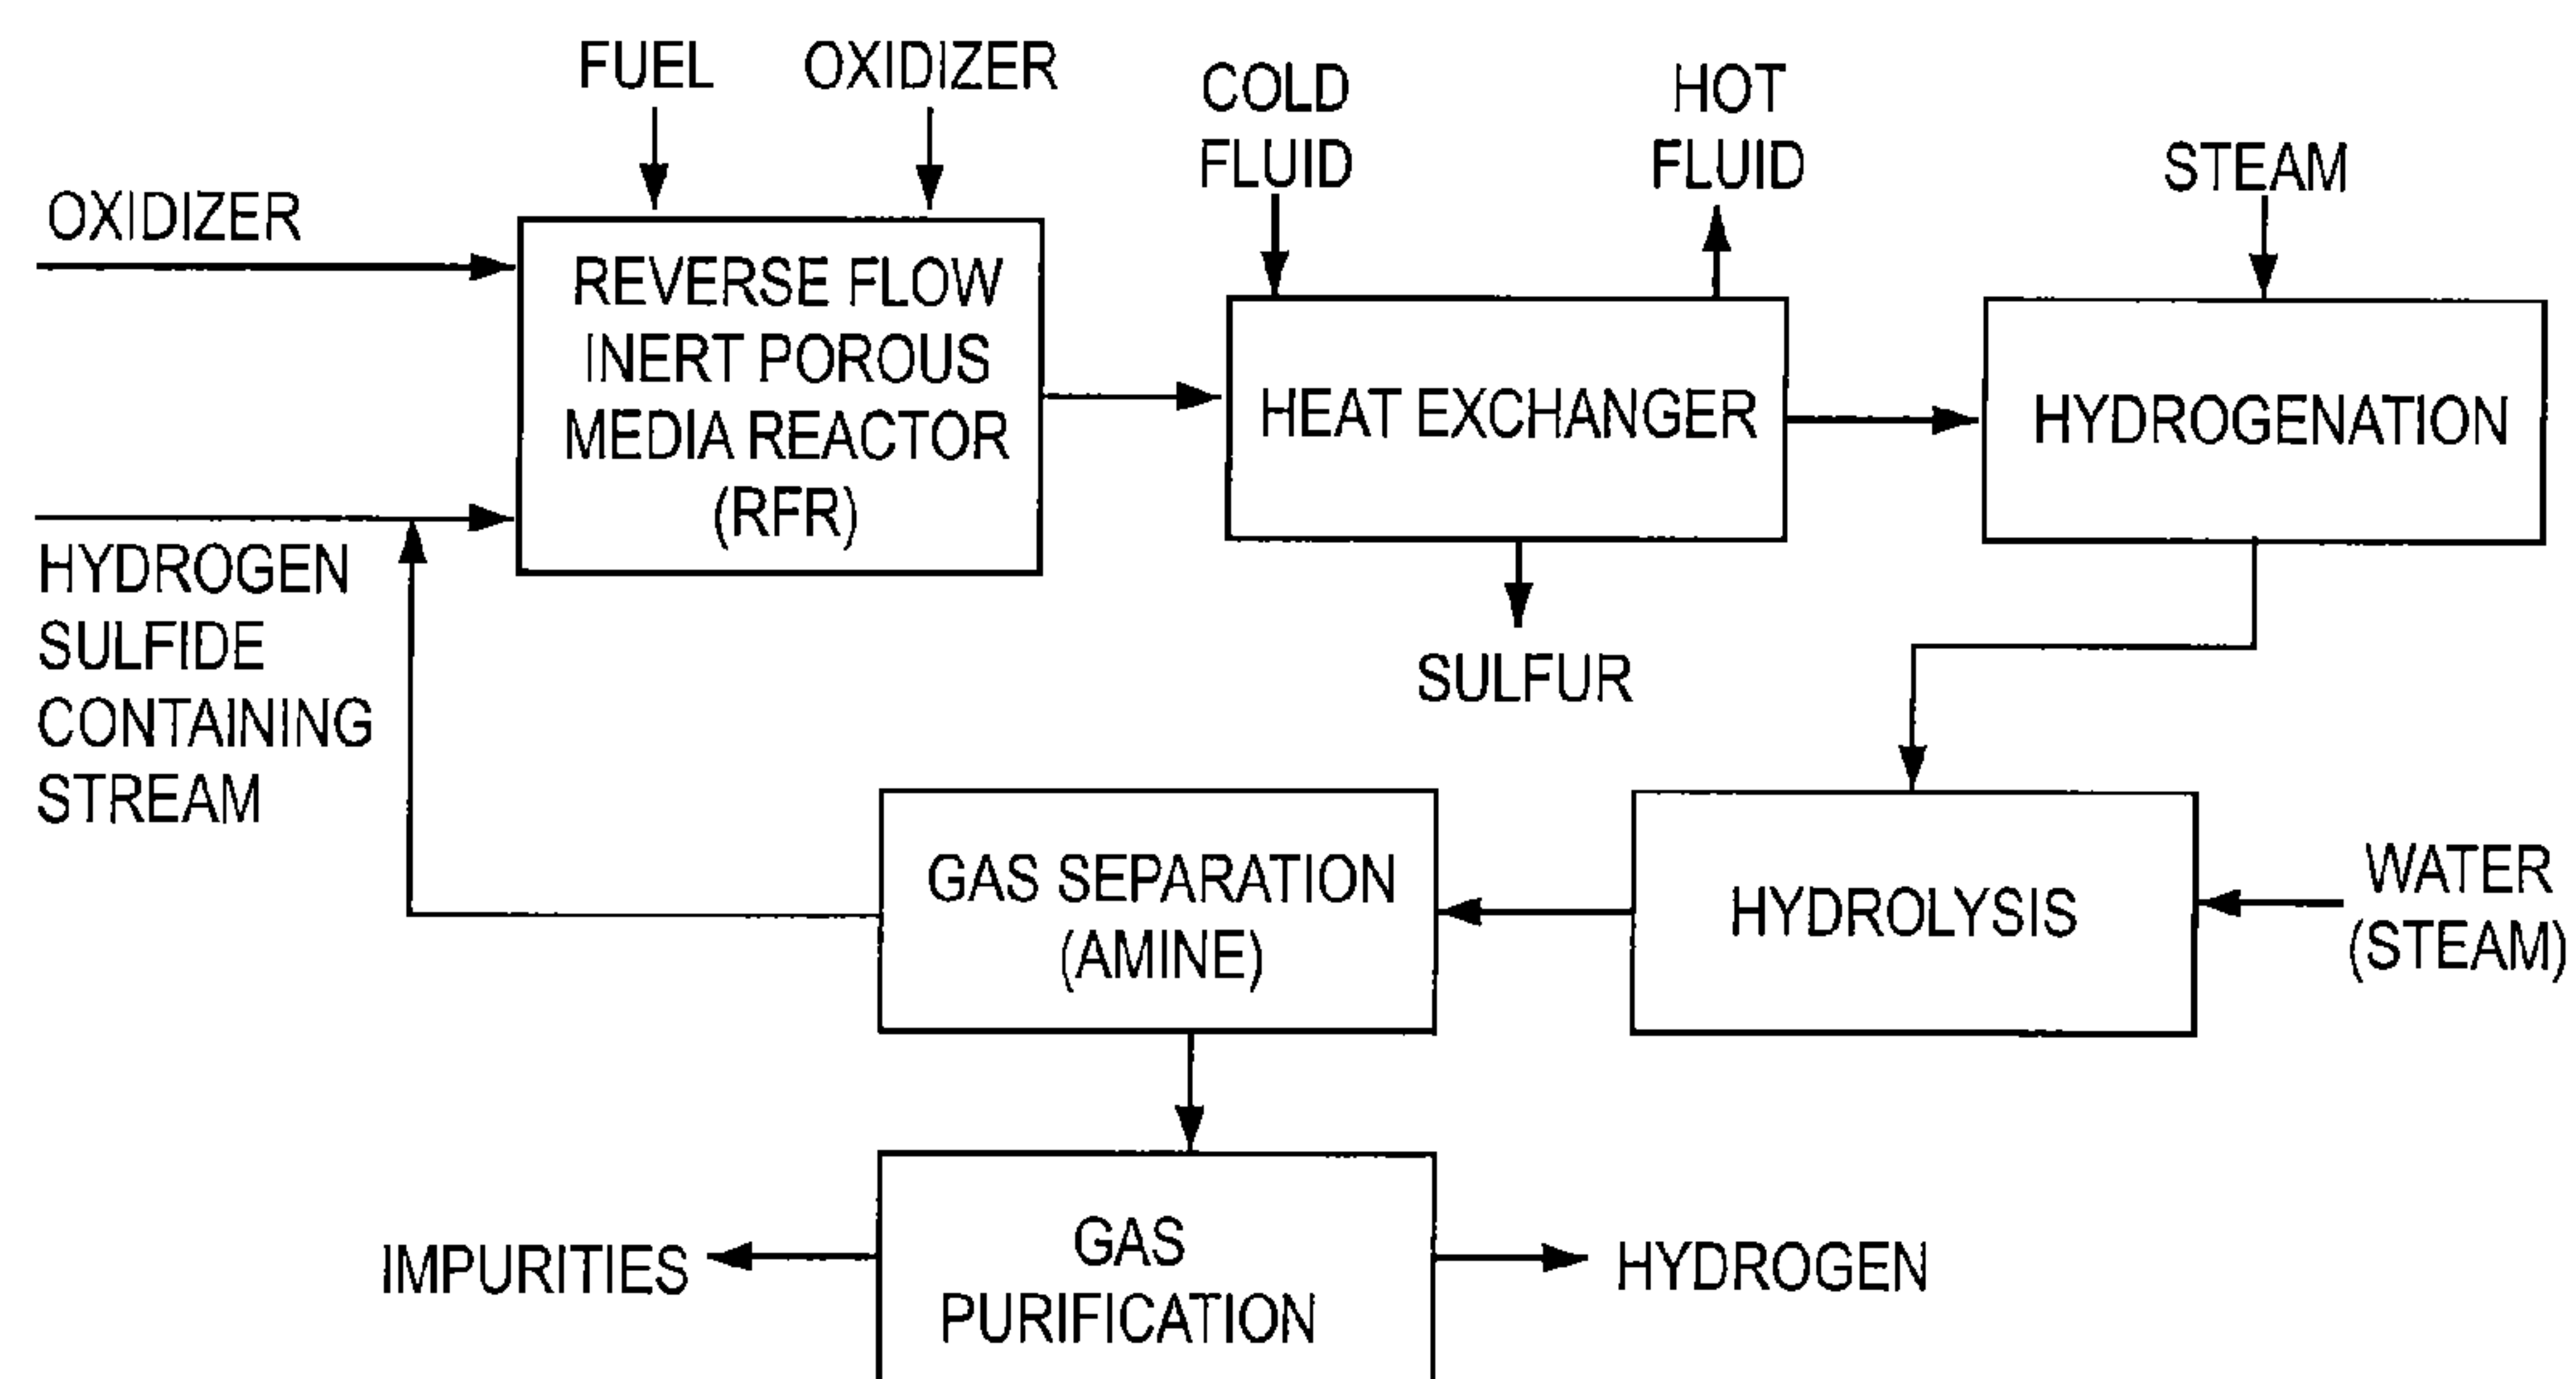 FUEL
OXIDIZER
COLD
FLUID
HOT
FLUID
STEAM
OXIDIZER
REVERSE FLOW
INERT POROUS
MEDIA REACTOR
(RFR)
HEAT EXCHANGER
HYDROGENATION
HYDROGEN
SULFIDE
CONTAINING
STREAM
SULFUR
GAS SEPARATION
(AMINE)
HYDROLYSIS
WATER
(STEAM)
IMPURITIES
GAS
PURIFICATION
HYDROGEN